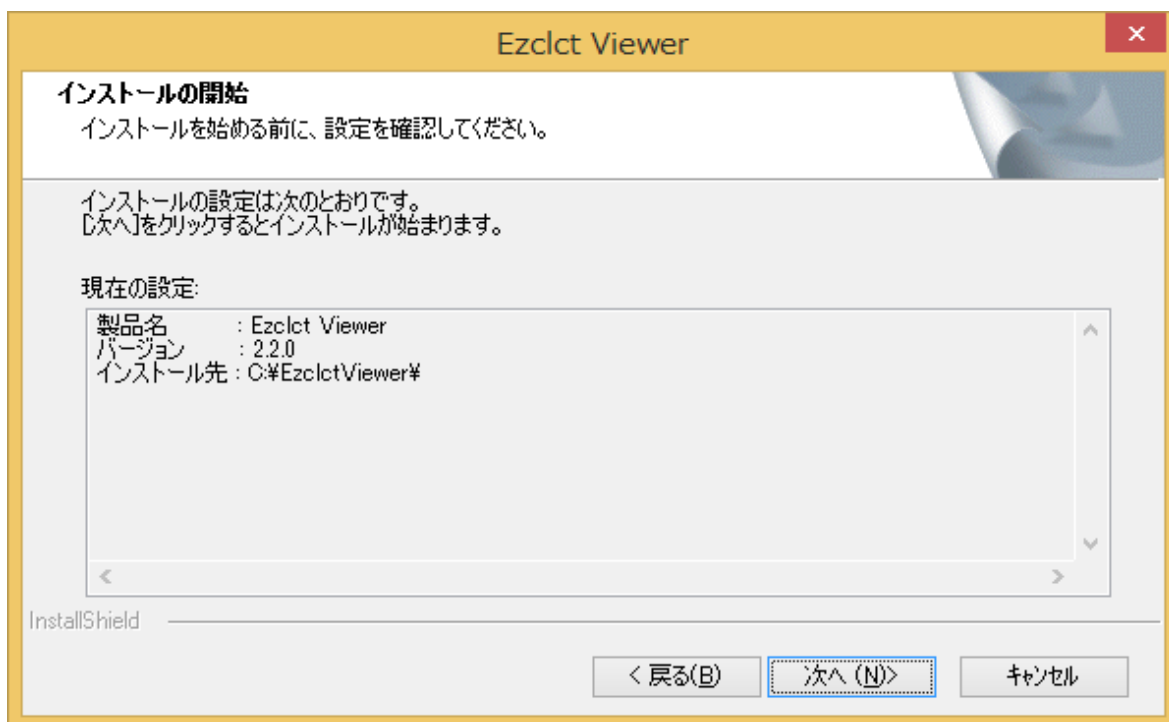 Ezclct Viewer
インストールの開始
インストールを始める前に、設定を確認してください。
インストールの設定は次のとおりです。
[次へ]をクリックするとインストールが始まります。
現在の設定:
製品名 : Ezclct Viewer
バージョン : 2.2.0
インストール先 : C:¥EzclctViewer¥
InstallShield
< 戻る(B)
次へ (N)>
キャンセル